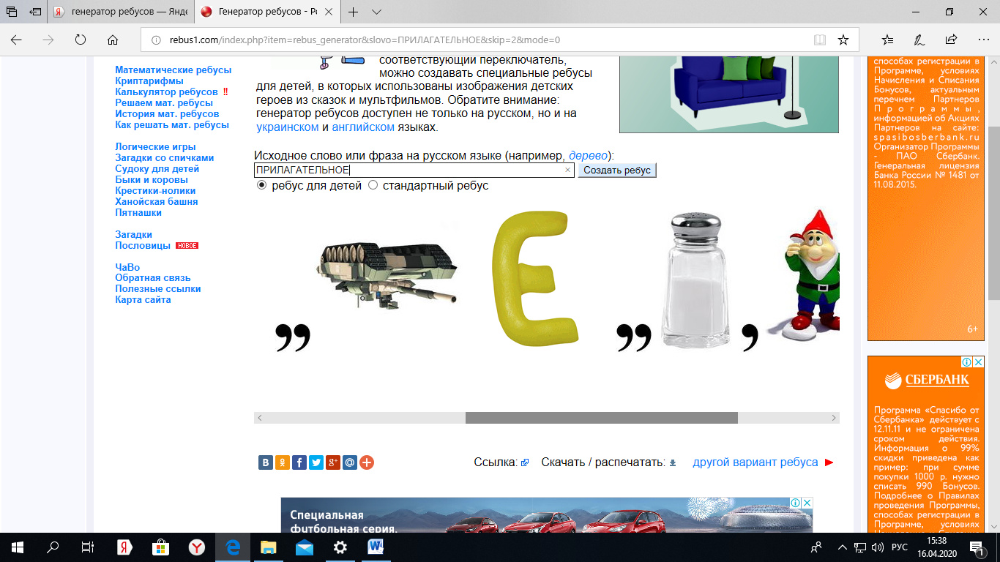 генератор ребусов — Янде
Генератор ребусов - Ре
rebus1.com/index.php?item=rebus_generator&slovo=ПРИЛАГАТЕЛЬНОЕ&skip=2&mode=0
Математические ребусы
Криптарифмы
Калькулятор ребусов !!
Решаем мат. ребусы
История мат. ребусов
Как решать мат. ребусы
Логические игры
Загадки со спичками
Судоку для детей
Быки и коровы
Крестики-нолики
Ханойская башня
Пятнашки
Загадки
Пословицы НОВОЕ
ЧаВо
Обратная связь
Полезные ссылки
Карта сайта
соответствующий переключатель,
можно создавать специальные ребусы
для детей, в которых использованы изображения детских
героев из сказок и мультфильмов. Обратите внимание:
генератор ребусов доступен не только на русском, но и на
украинском и английском языках.
Исходное слово или фраза на русском языке (например, дерево):
ПРИЛАГАТЕЛЬНОЕ
Создать ребус
ребус для детей стандартный ребус
,, Е ,, ,
Ссылка: Скачать / распечатать: другой вариант ребуса
Специальная
футбольная серия.
способах регистрации в
Программе, условиях
Начисления и Списания
Бонусов, актуальным
перечнем Партнеров
Программы,
информацией об Акциях
Партнеров на сайте:
spasibosberbank.ru
Организатор Программы
- ПАО Сбербанк.
Генеральная лицензия
Банка России № 1481 от
11.08.2015.
6+
СБЕРБАНК
Программа «Спасибо от
Сбербанка» действует с
12.11.11 и не ограничена
сроком действия.
Информация о 99%
скидки приведена как
пример: при сумме
покупки 1000 р. нужно
списать 990 Бонусов.
Подробнее о Правилах
проведения Программы,
способах регистрации в
Программе, условиях
РУС
15:38
16.04.2020
1